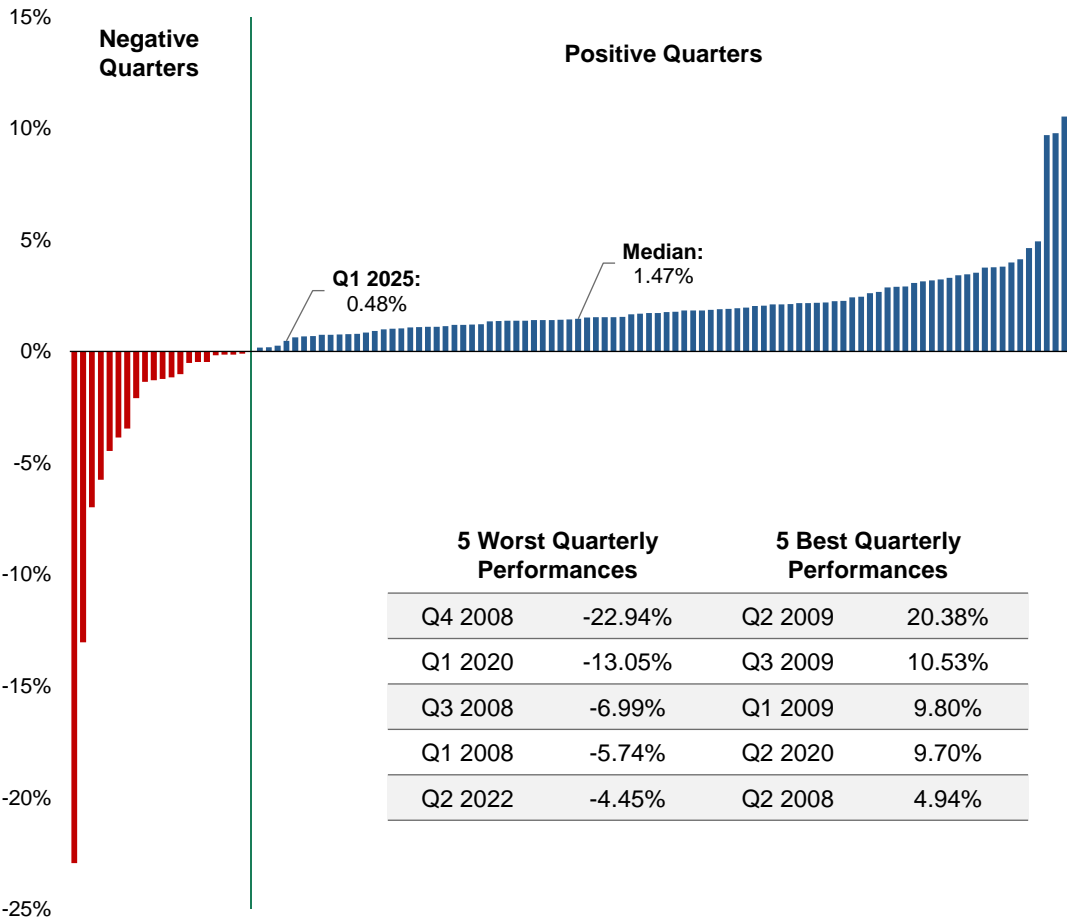 15%
Negative
Quarters
Positive Quarters
10%
5%
Median:
1.47%
Q1 2025:
0.48%
0%
-5%
-10%
-15%
-20%
-25%
5 Worst Quarterly
Performances
5 Best Quarterly
Performances
Q4 2008 -22.94% Q2 2009 20.38%
Q1 2020 -13.05% Q3 2009 10.53%
Q3 2008 -6.99% Q1 2009 9.80%
Q1 2008 -5.74% Q2 2020 9.70%
Q2 2022 -4.45% Q2 2008 4.94%